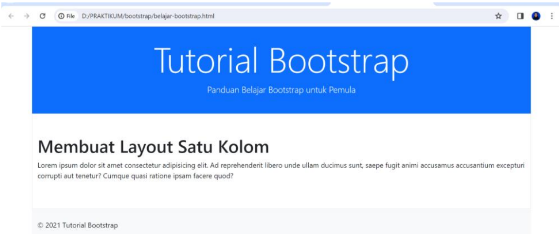 File D:/PRAKTIKUM/bootstrap/belajar-bootstrap.html
Tutorial Bootstrap
Panduan Belajar Bootstrap untuk Pemula
Membuat Layout Satu Kolom
Lorem ipsum dolor sit amet consectetur adipisicing elit. Ad reprehenderit libero unde ullam ducimus sunt, saepe fugit animi accusamus accusantium excepturi
corrupti aut tenetur? Cumque quasi ratione ipsam facere quod?
© 2021 Tutorial Bootstrap